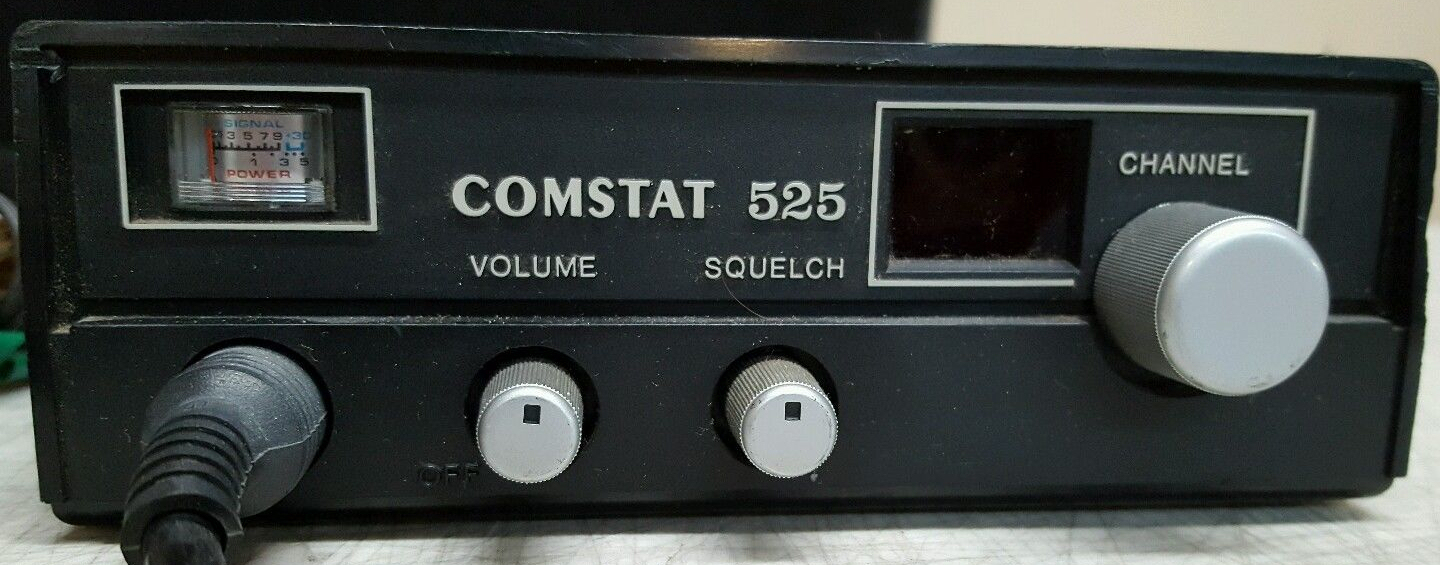 SIGNAL
3 5 7 9 +30
1 3 5
POWER
COMSTAT 525
VOLUME SQUELCH
CHANNEL
OFF